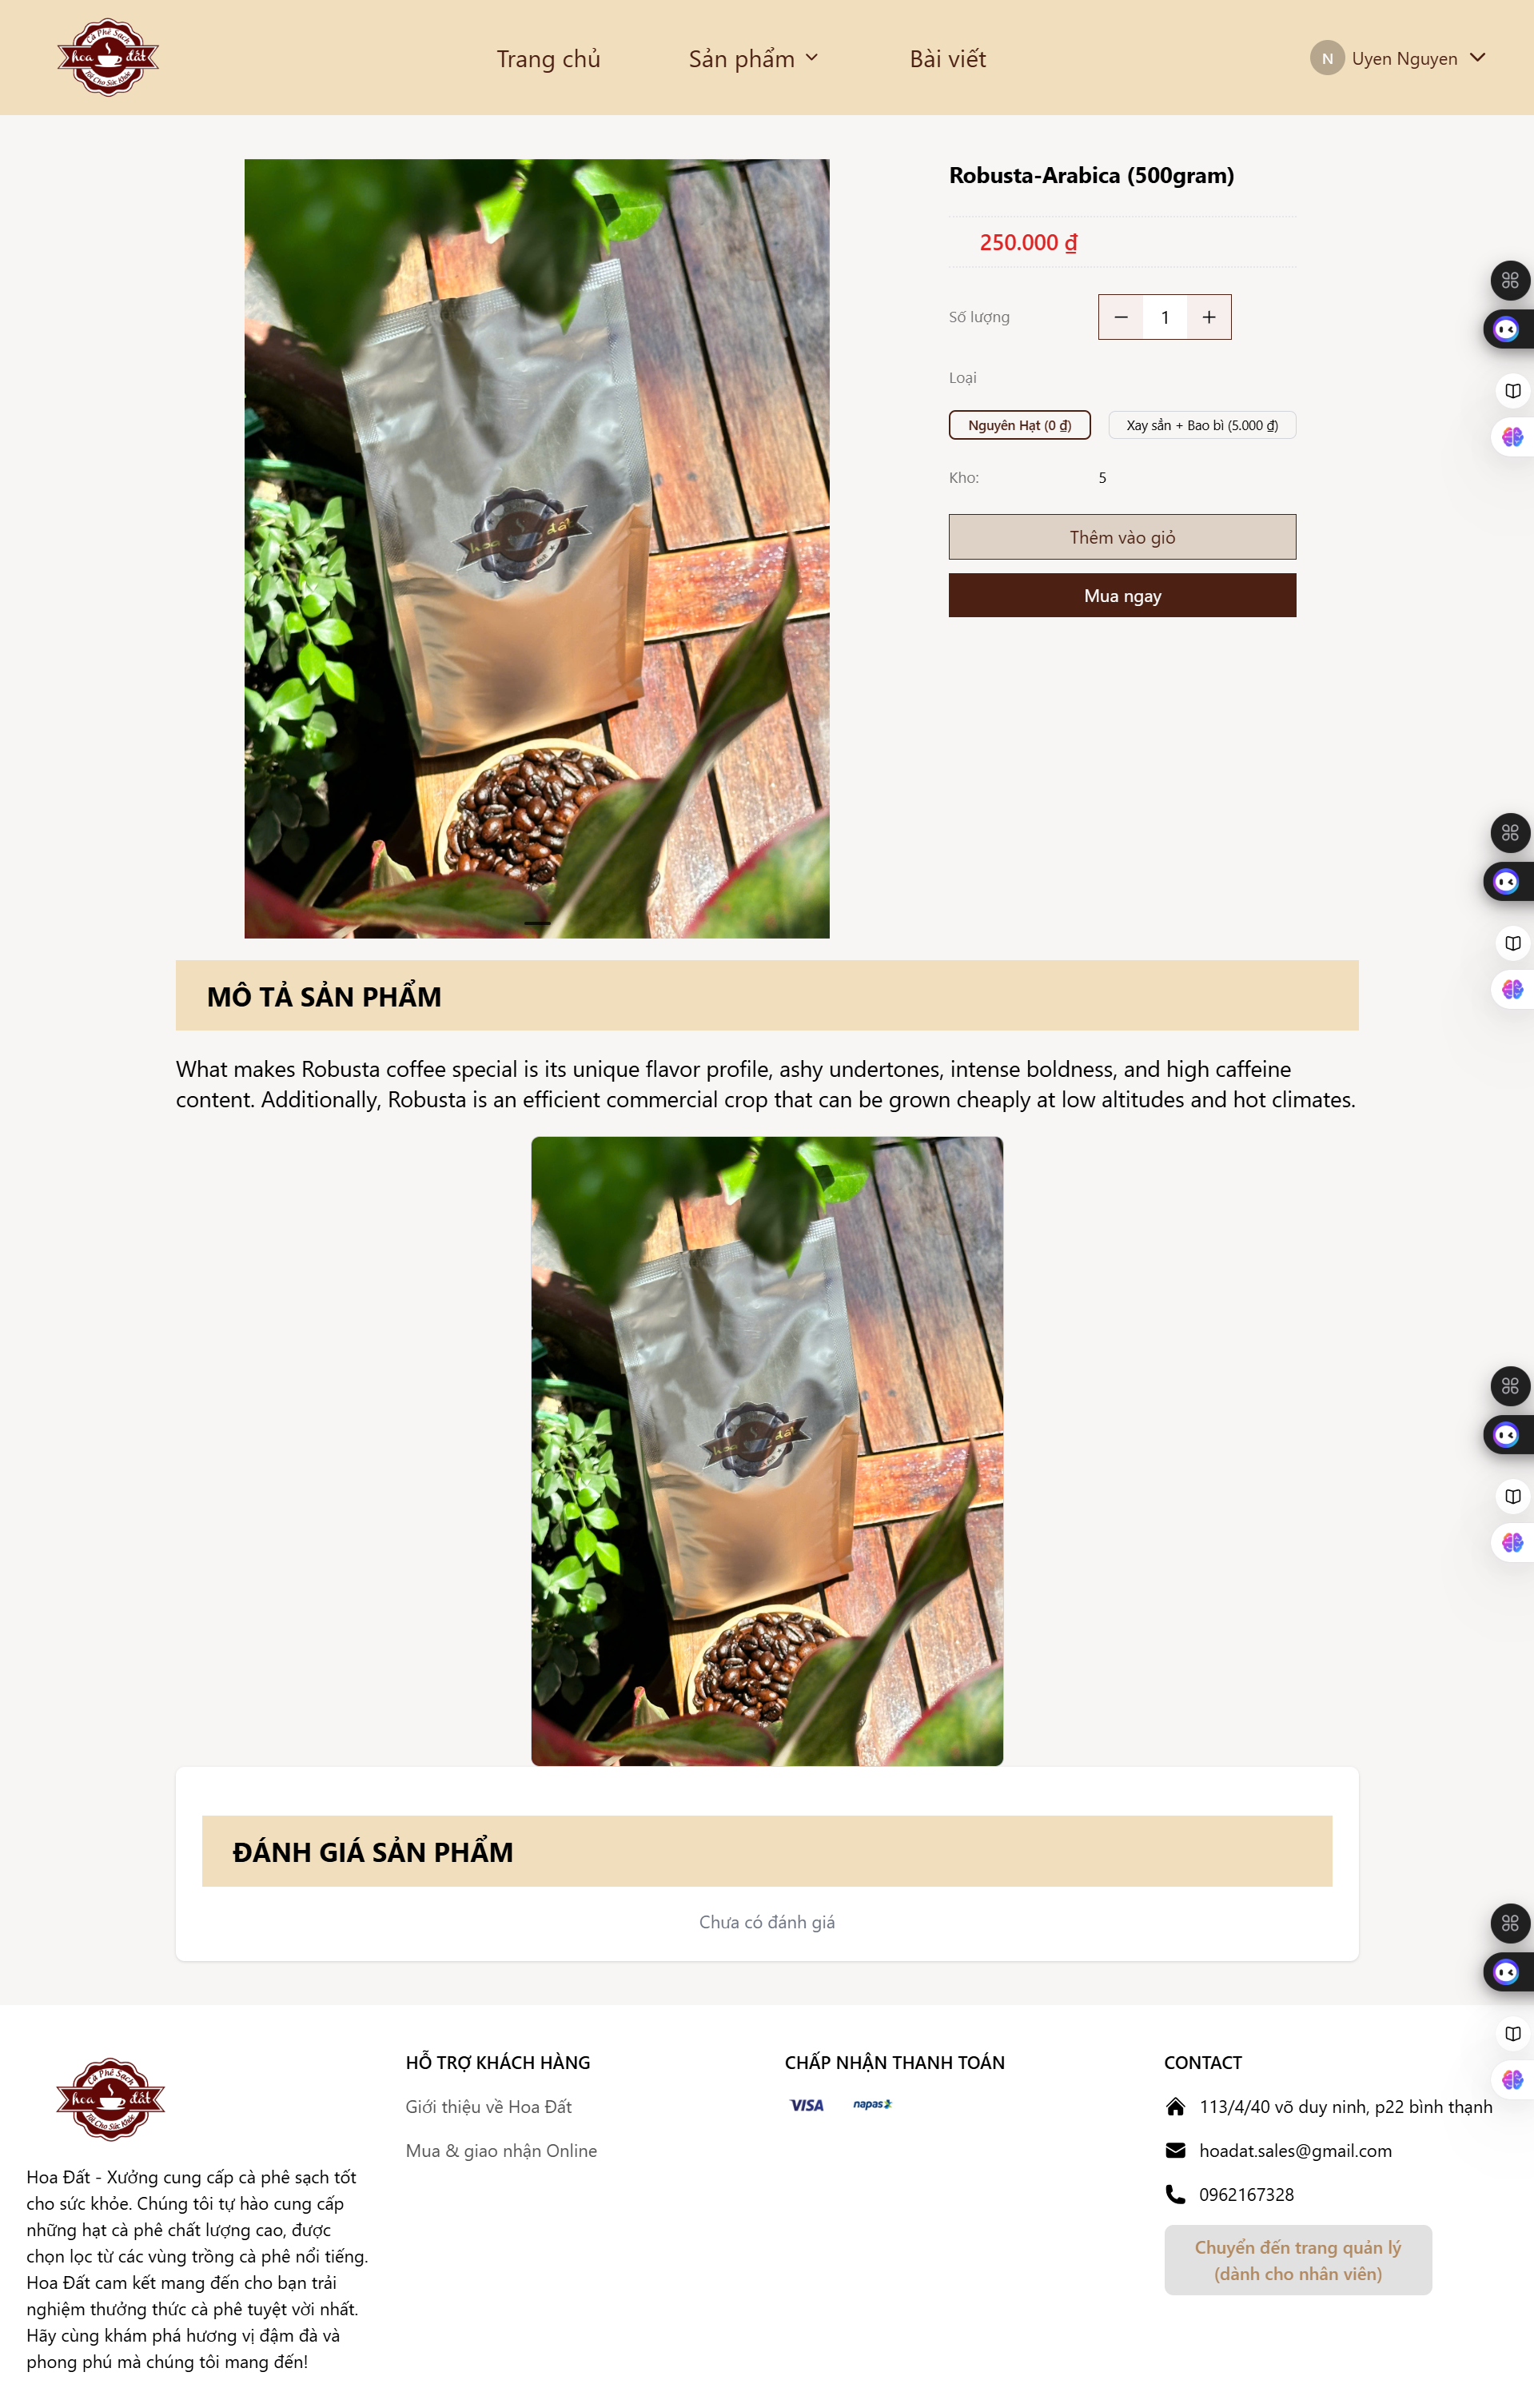 Cà Phê Sạch
hoa đất
Tốt Cho Sức Khỏe
Trang chủ
Sản phẩm
Bài viết
N
Uyen Nguyen
Robusta-Arabica (500gram)
250.000 ₫
Số lượng
1
Loại
Nguyên Hạt (0 ₫)
Xay sẳn + Bao bì (5.000 ₫)
Kho:
5
Thêm vào giỏ
Mua ngay
hoa đất
MÔ TẢ SẢN PHẨM
What makes Robusta coffee special is its unique flavor profile, ashy undertones, intense boldness, and high caffeine
content. Additionally, Robusta is an efficient commercial crop that can be grown cheaply at low altitudes and hot climates.
hoa đất
ĐÁNH GIÁ SẢN PHẨM
Chưa có đánh giá
Cà Phê Sạch
hoa đất
Tốt Cho Sức Khỏe
Hoa Đất - Xưởng cung cấp cà phê sạch tốt
cho sức khỏe. Chúng tôi tự hào cung cấp
những hạt cà phê chất lượng cao, được
chọn lọc từ các vùng trồng cà phê nổi tiếng.
Hoa Đất cam kết mang đến cho bạn trải
nghiệm thưởng thức cà phê tuyệt vời nhất.
Hãy cùng khám phá hương vị đậm đà và
phong phú mà chúng tôi mang đến!
HỖ TRỢ KHÁCH HÀNG
Giới thiệu về Hoa Đất
Mua & giao nhận Online
CHẤP NHẬN THANH TOÁN
VISA
napas
CONTACT
113/4/40 võ duy ninh, p22 bình thạnh
hoadat.sales@gmail.com
0962167328
Chuyển đến trang quản lý
(dành cho nhân viên)